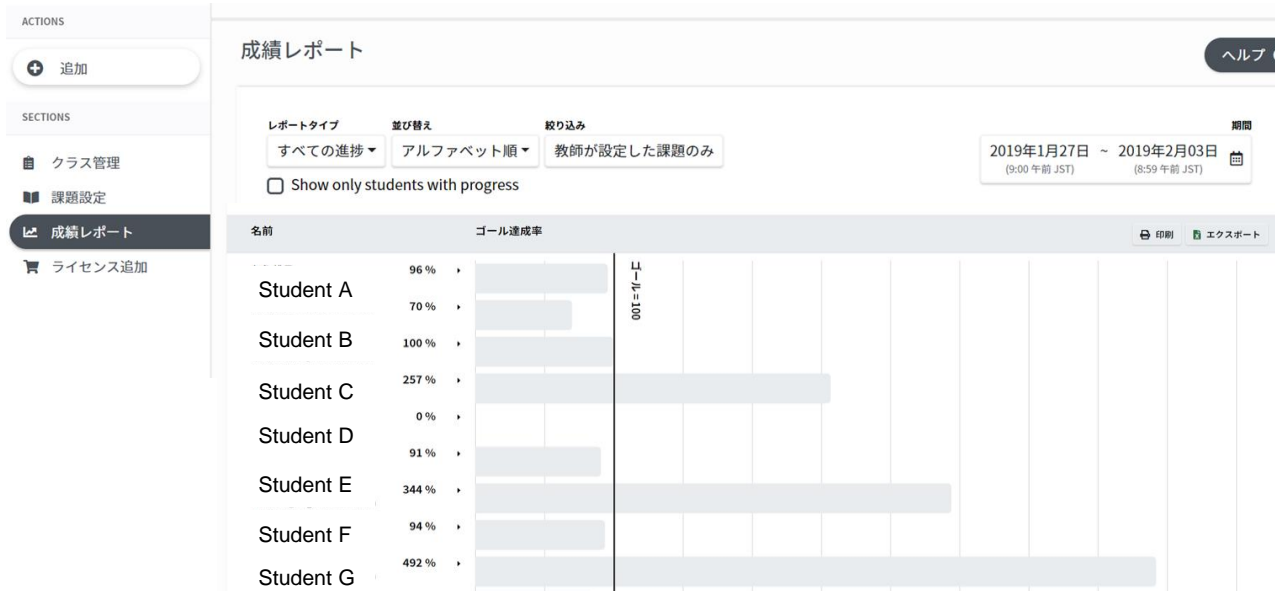 ACTIONS
追加
SECTIONS
クラス管理
課題設定
成績レポート
ライセンス追加
成績レポート
ヘルプ
レポートタイプ 並び替え 絞り込み 期間
すべての進捗 アルファベット順 教師が設定した課題のみ
2019年1月27日 ~ 2019年2月03日
(9:00 午前 JST) (8:59 午前 JST)
Show only students with progress
名前 ゴール達成率 印刷 エクスポート
ゴール = 100
96 %
Student A
70 %
Student B
100 %
257 %
Student C
0 %
Student D
91 %
Student E
344 %
Student F
94 %
492 %
Student G